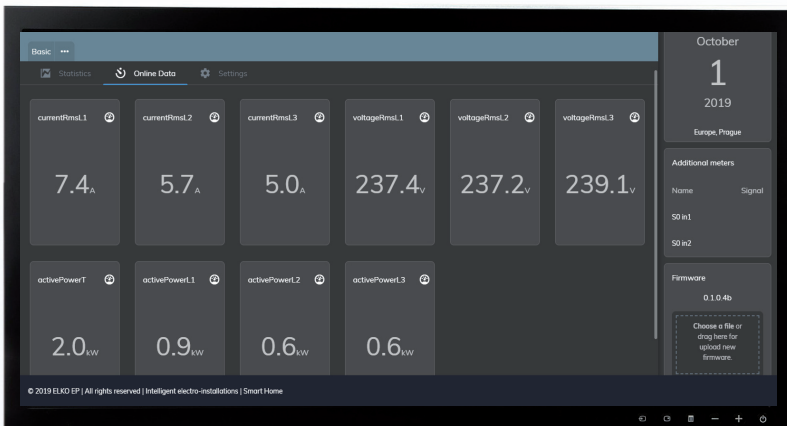 Basic •••
Statistics
Online Data
Settings
currentRmsL1
7.4A
currentRmsL2
5.7A
currentRmsL3
5.0A
voltageRmsL1
237.4V
voltageRmsL2
237.2V
voltageRmsL3
239.1V
activePowerT
2.0kW
activePowerL1
0.9kW
activePowerL2
0.6kW
activePowerL3
0.6kW
October
1
2019
Europe, Prague
Additional meters
Name Signal
S0 in1
S0 in2
Firmware
0.1.0.4b
Choose a file or
drag here for
upload new
firmware.
© 2019 ELKO EP | All rights reserved | Intelligent electro-installations | Smart Home